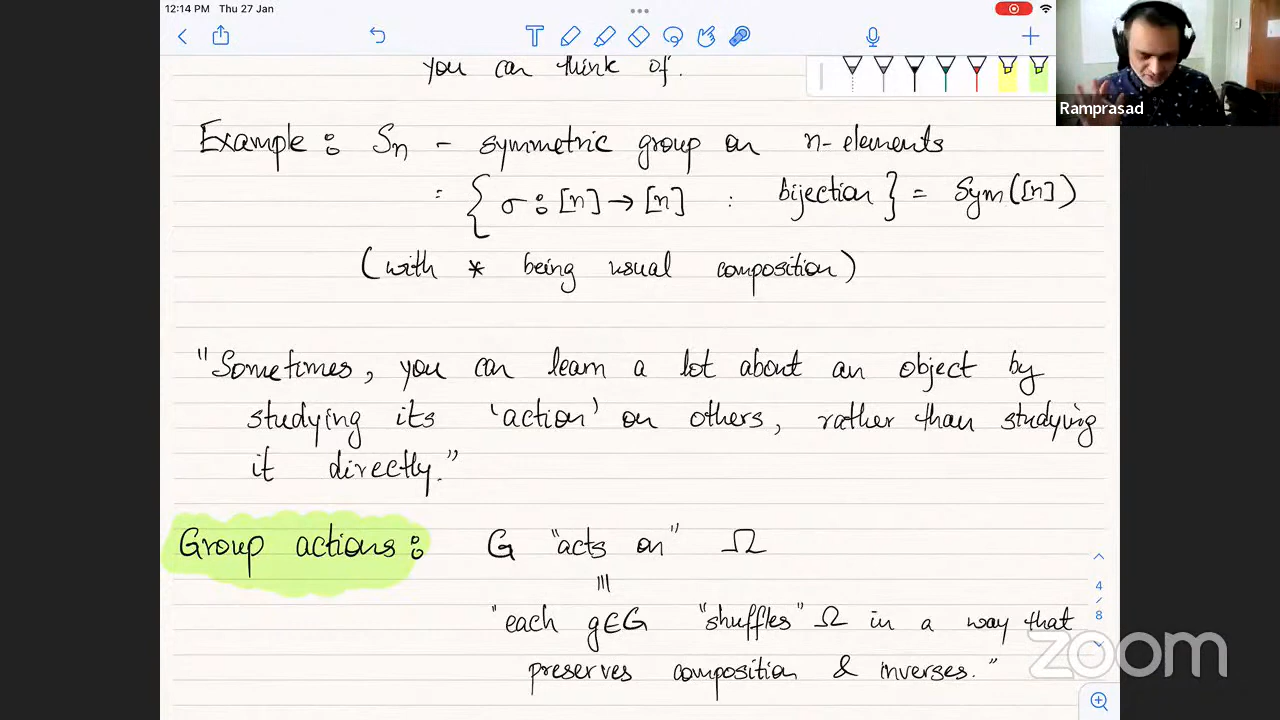 12:14 PM Thu 27 Jan
you can think of.
Ramprasad
Example : Sn - symmetric group on n-elements
= { σ : [n] → [n] : bijection } = Sym([n])
(with * being usual composition)
"Sometimes, you can learn a lot about an object by
studying its 'action' on others, rather than studying
it directly."
Group actions : G "acts on" Ω
≡
"each g∈G "shuffles" Ω in a way that
preserves composition & inverses."
4
/
8
zoom